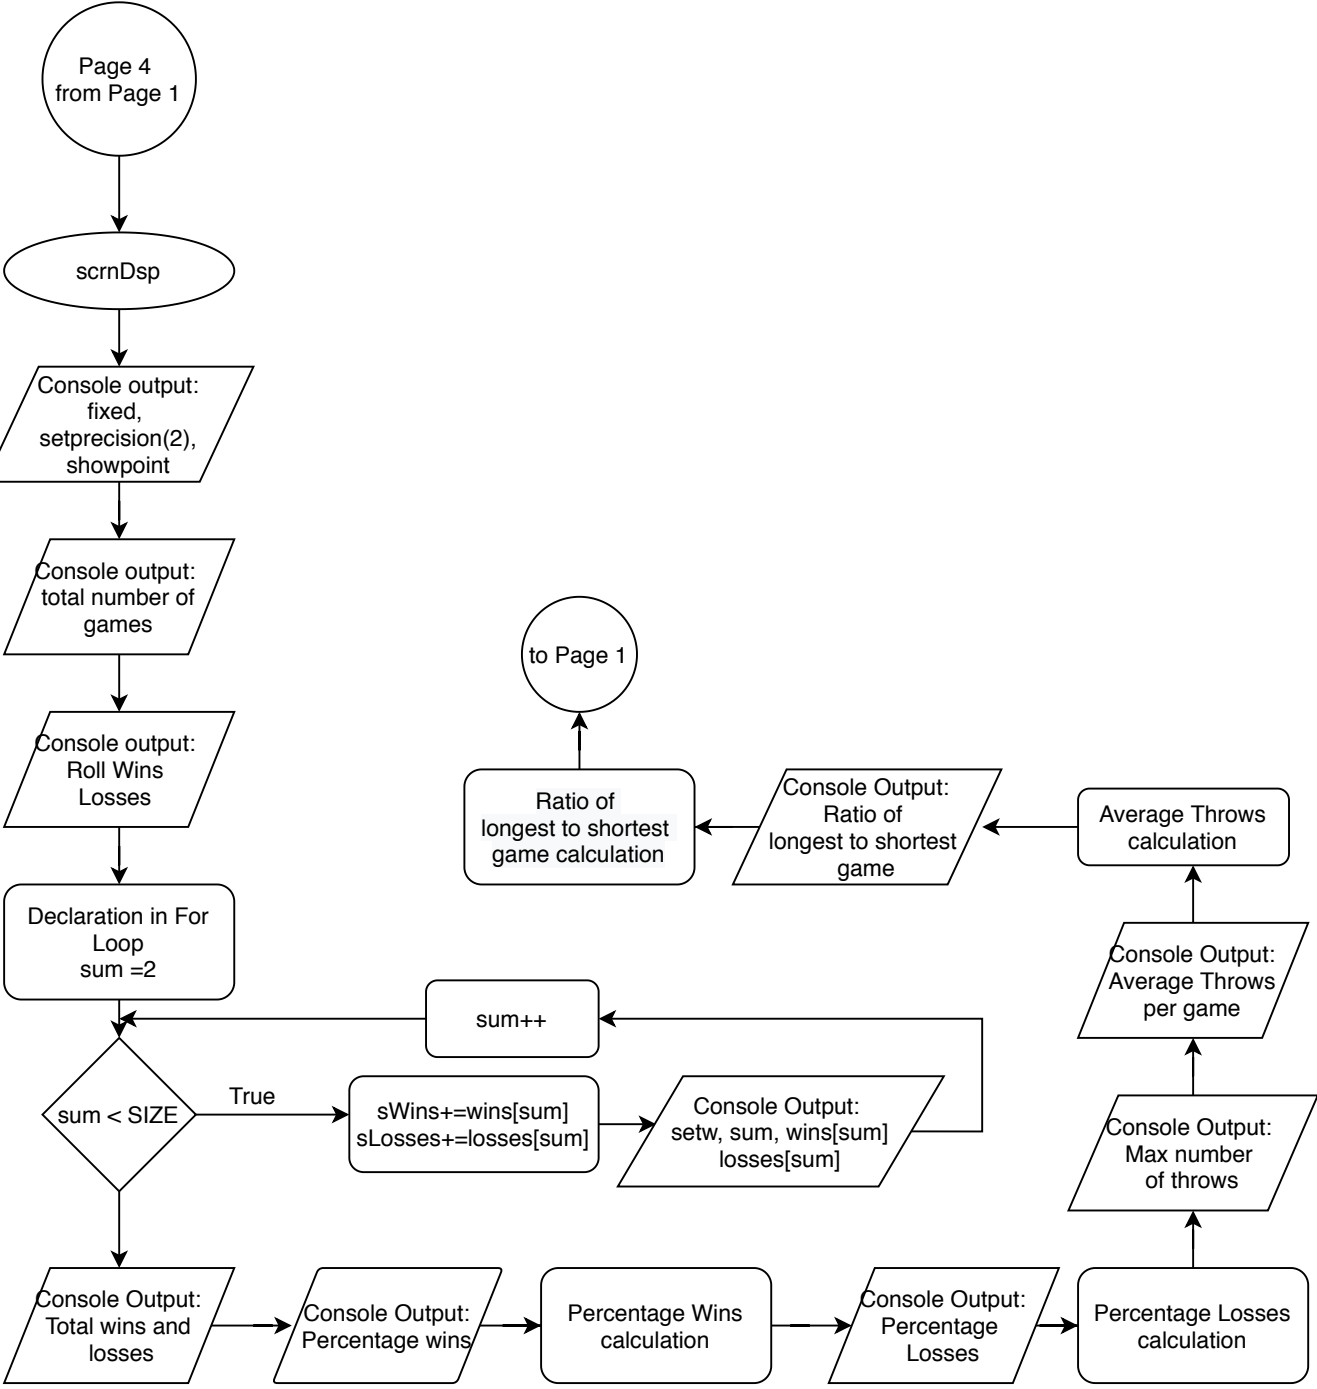 Page 4
from Page 1
scrnDsp
Console output:
fixed,
setprecision(2),
showpoint
Console output:
total number of
games
Console output:
Roll Wins
Losses
Declaration in For
Loop
sum =2
sum < SIZE
True
sWins+=wins[sum]
sLosses+=losses[sum]
Console Output:
setw, sum, wins[sum]
losses[sum]
sum++
Console Output:
Total wins and
losses
Console Output:
Percentage wins
Percentage Wins
calculation
Console Output:
Percentage
Losses
Percentage Losses
calculation
Console Output:
Max number
of throws
Console Output:
Average Throws
per game
Average Throws
calculation
Console Output:
Ratio of
longest to shortest
game
Ratio of
longest to shortest
game calculation
to Page 1